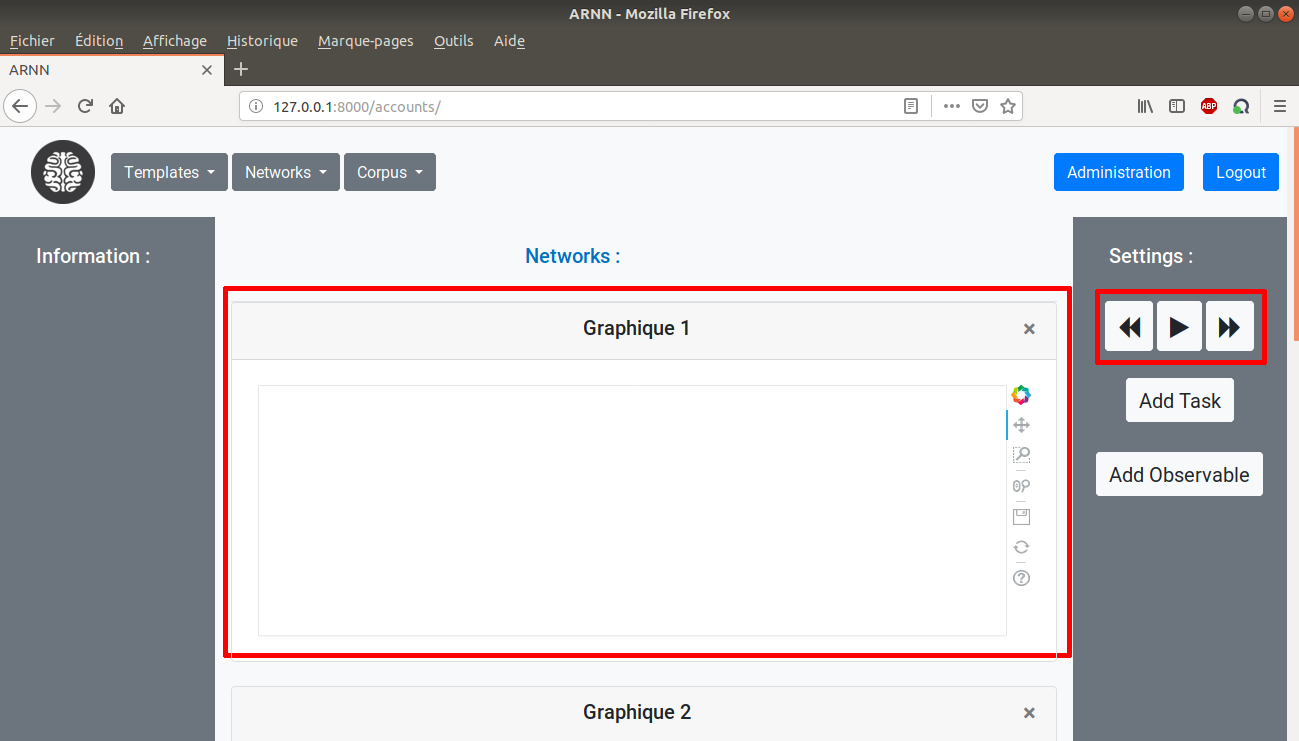 ARNN - Mozilla Firefox
Fichier Édition Affichage Historique Marque-pages Outils Aide
ARNN
127.0.0.1:8000/accounts/
ABP
Templates Networks Corpus Administration Logout
Information : Networks : Settings :
Graphique 1
Add Task
Add Observable
Graphique 2